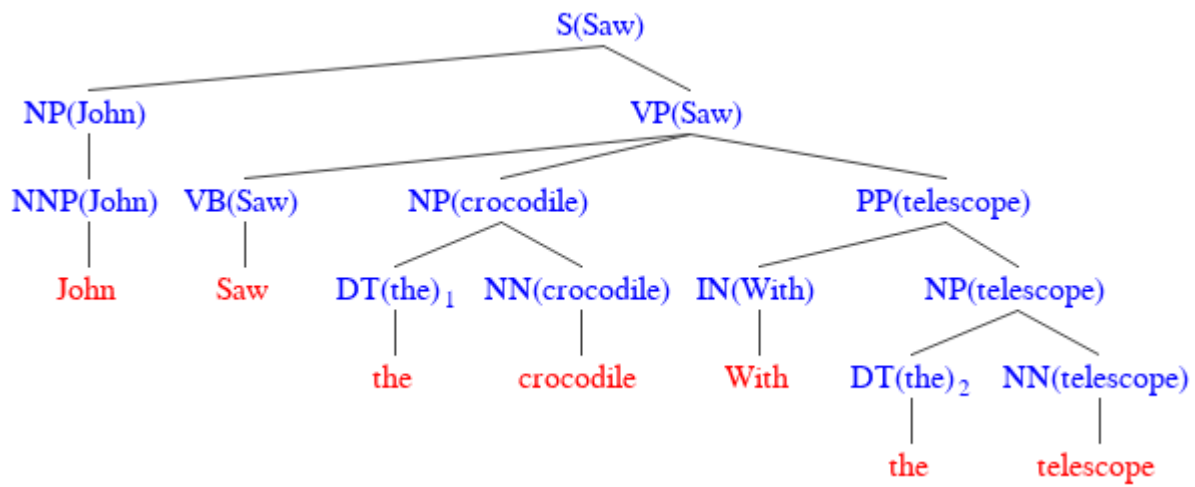 S(Saw)
NP(John) VP(Saw)
NNP(John) VB(Saw) NP(crocodile) PP(telescope)
John Saw DT(the)₁ NN(crocodile) IN(With) NP(telescope)
the crocodile With DT(the)₂ NN(telescope)
the telescope